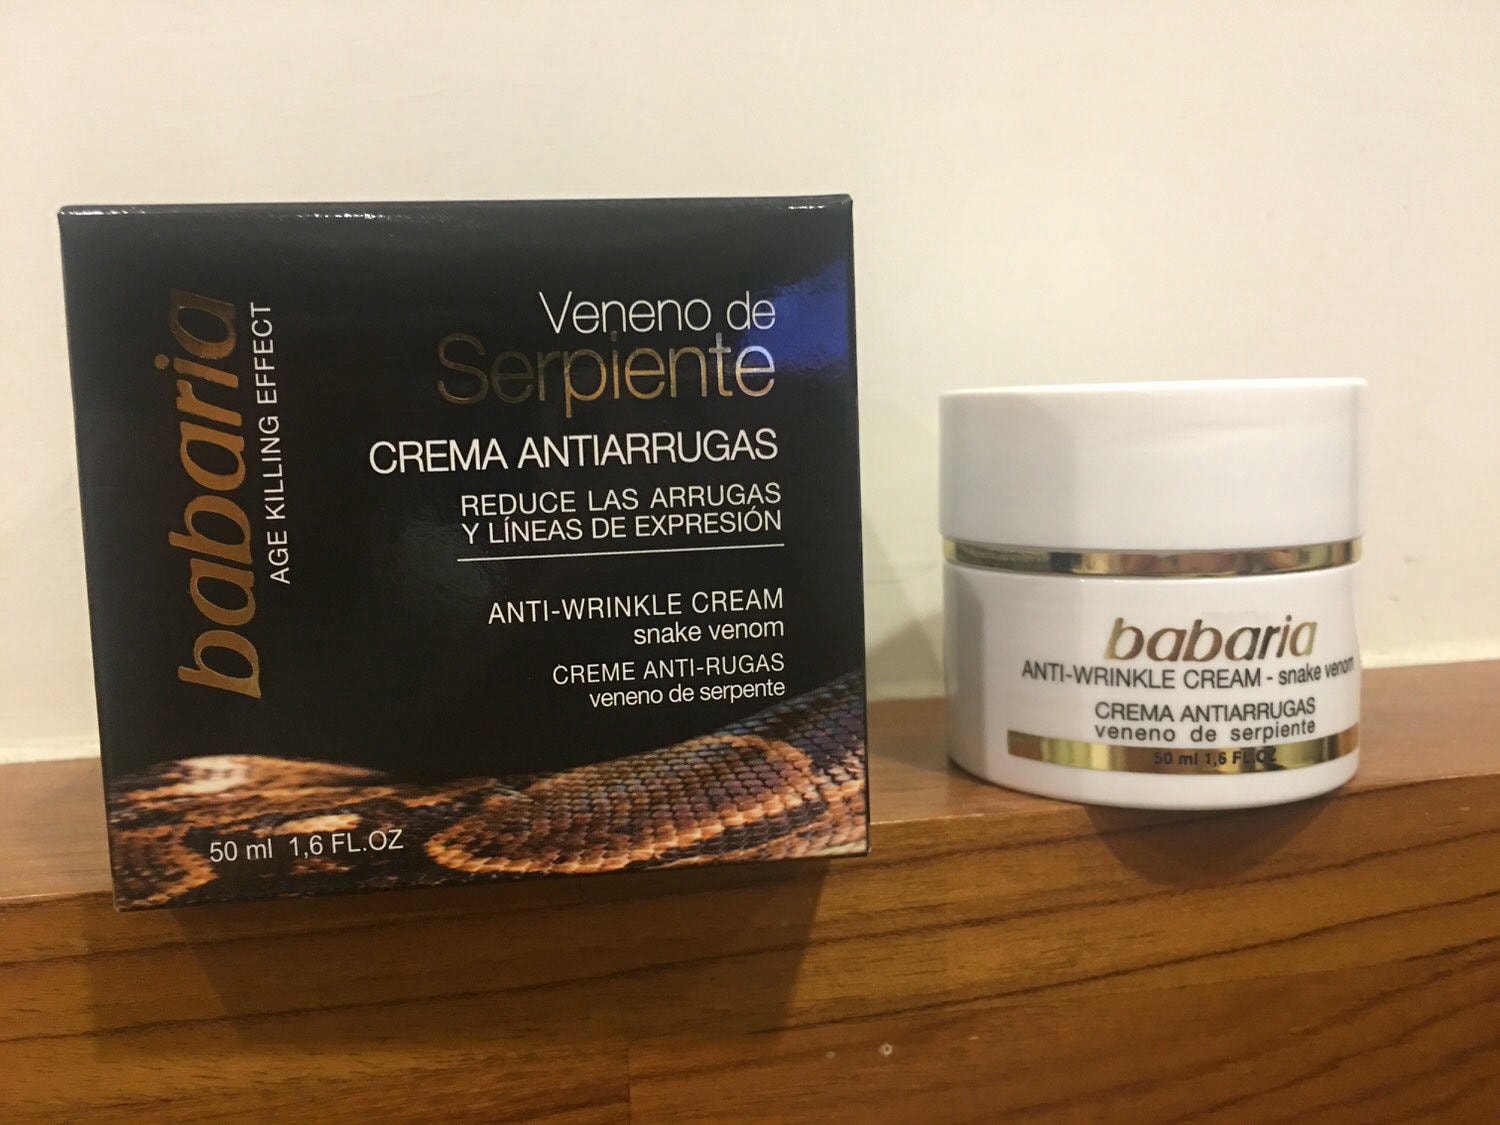 babaria
AGE KILLING EFFECT
Veneno de
Serpiente
CREMA ANTIARRUGAS
REDUCE LAS ARRUGAS
Y LÍNEAS DE EXPRESIÓN
ANTI-WRINKLE CREAM
snake venom
CREME ANTI-RUGAS
veneno de serpente
50 ml 1,6 FL.OZ
babaria
ANTI-WRINKLE CREAM - snake venom
CREMA ANTIARRUGAS
veneno de serpiente
50 ml 1,6 FL.OZ